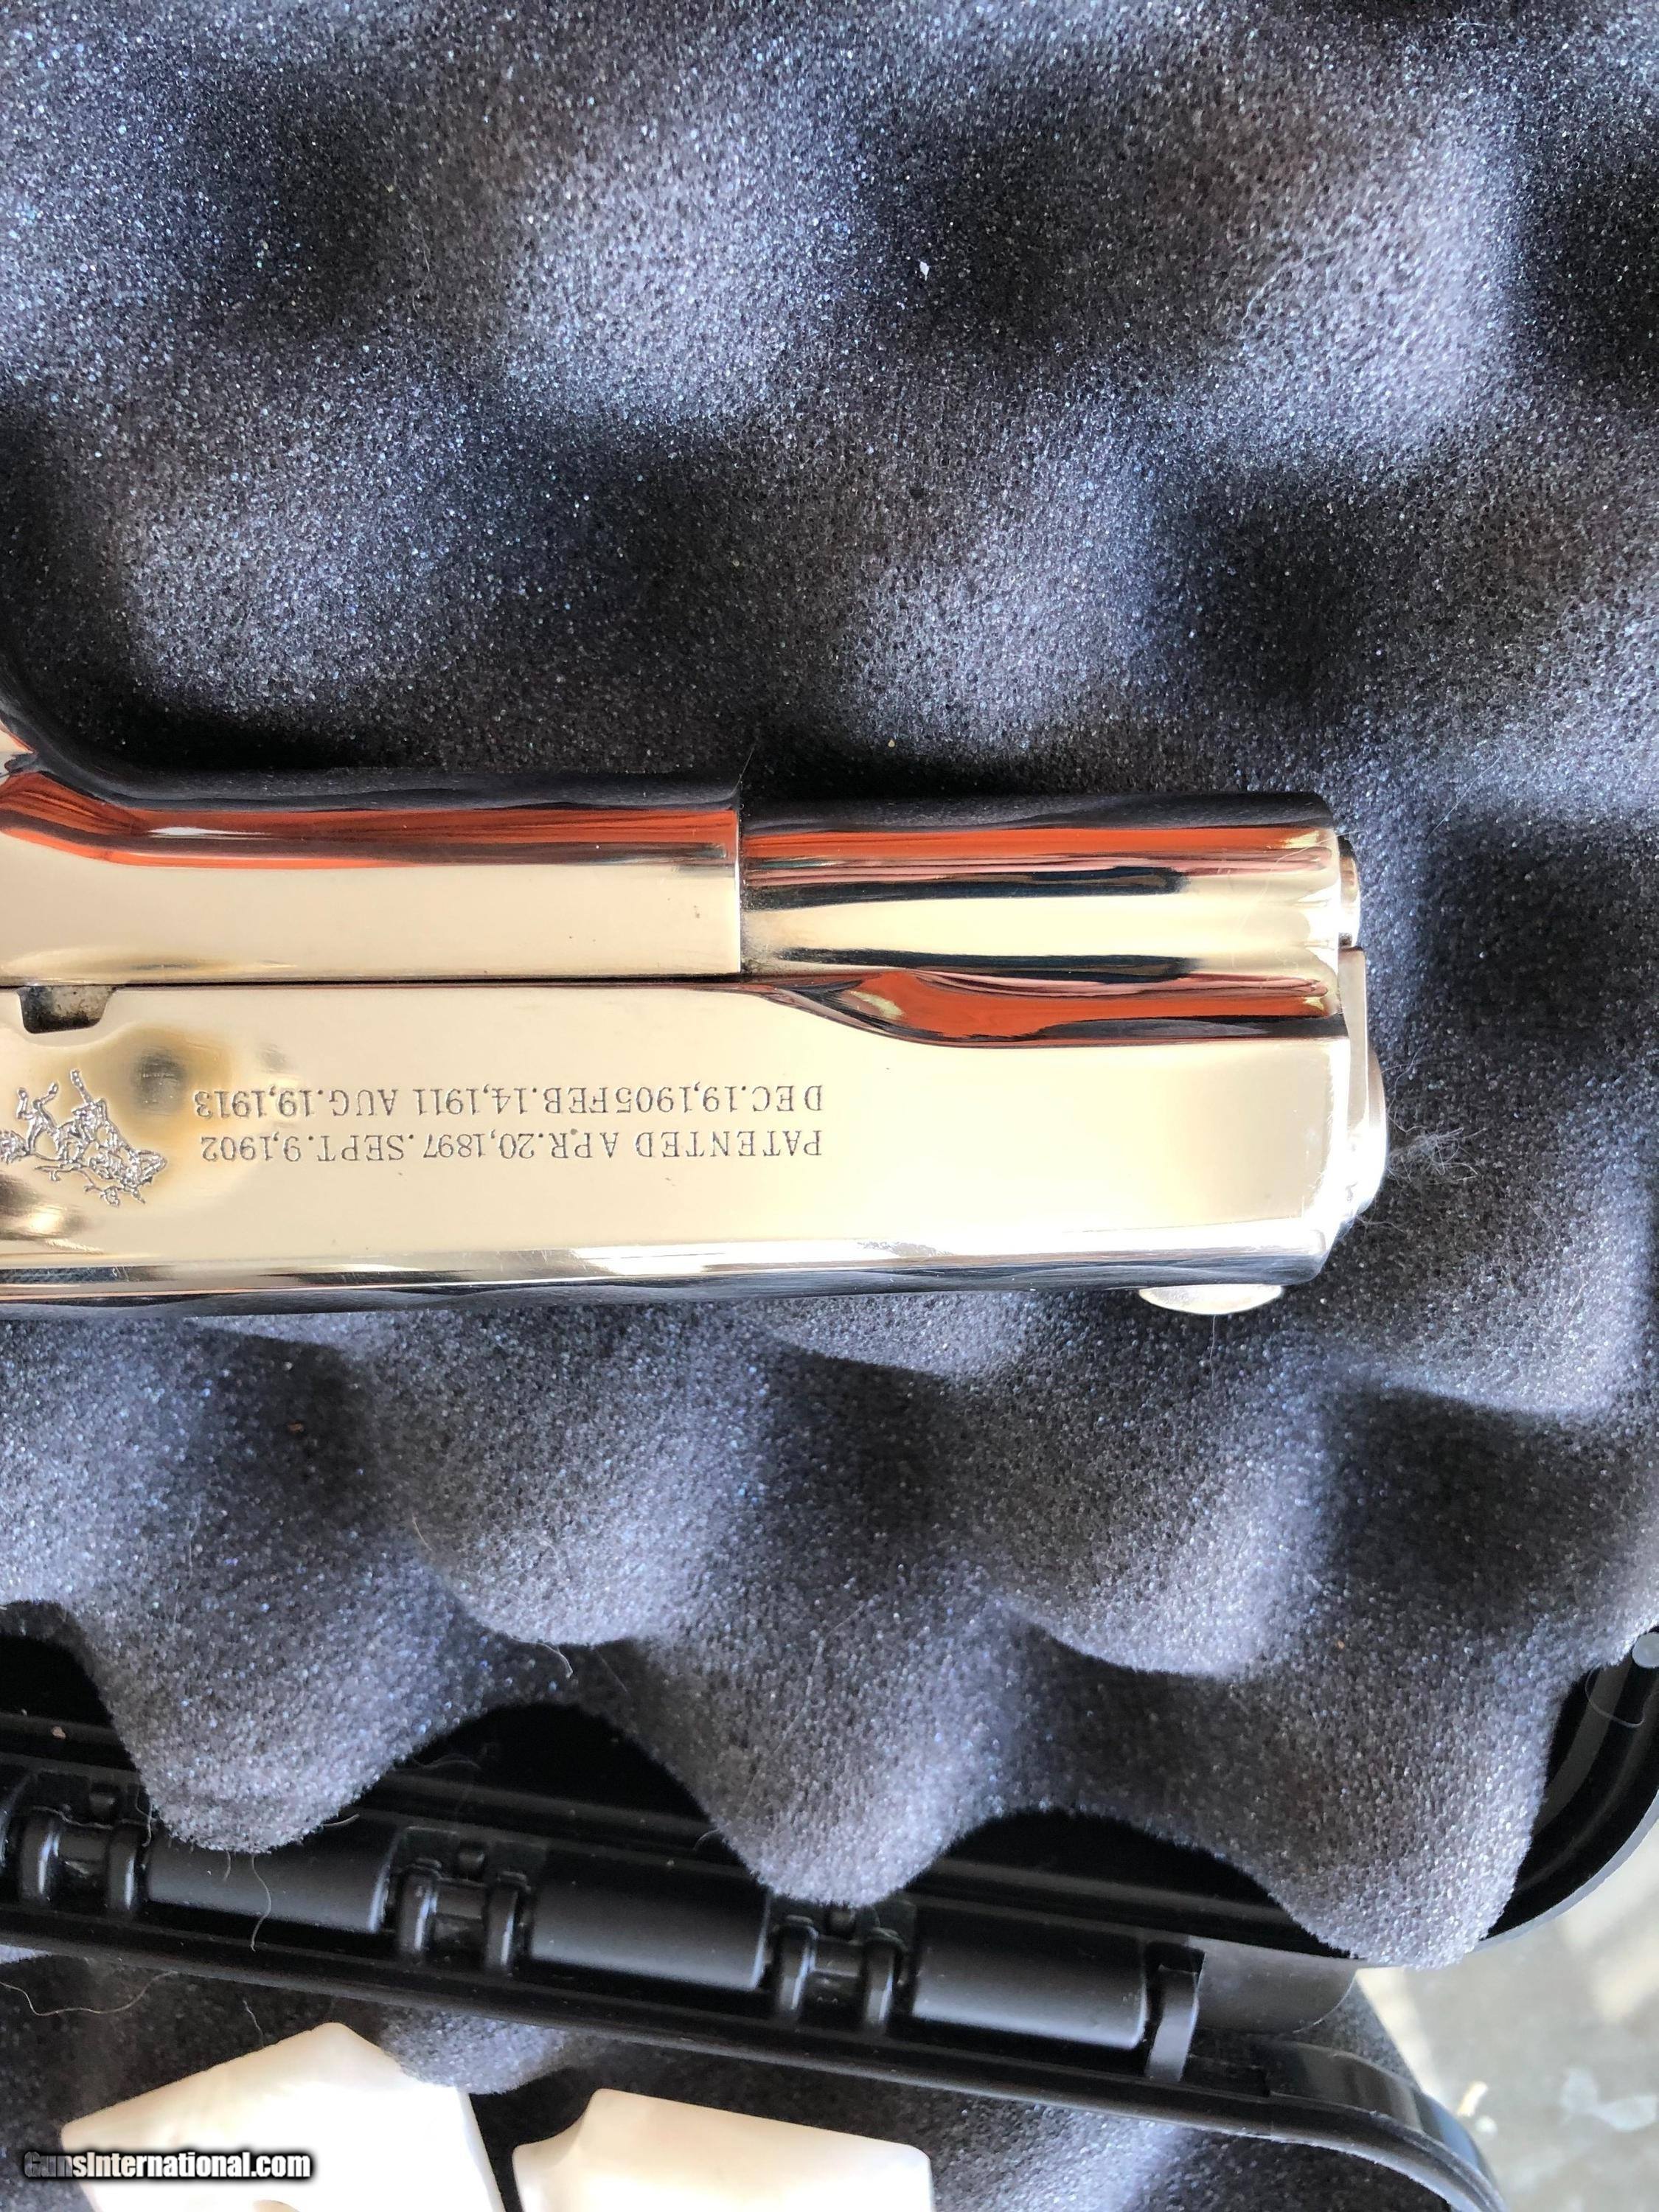 PATENTED APR.20,1897.SEPT.9,1902
DEC.19,1905FEB.14,1911 AUG.19,1913
GunsInternational.com